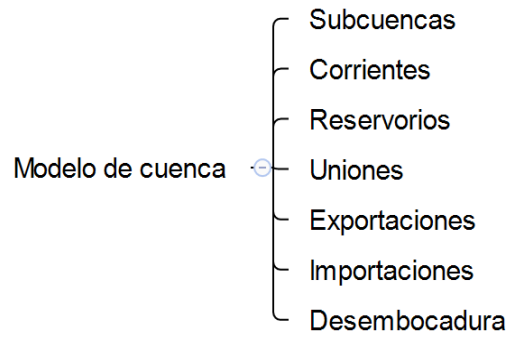 Modelo de cuenca
Subcuencas
Corrientes
Reservorios
Uniones
Exportaciones
Importaciones
Desembocadura